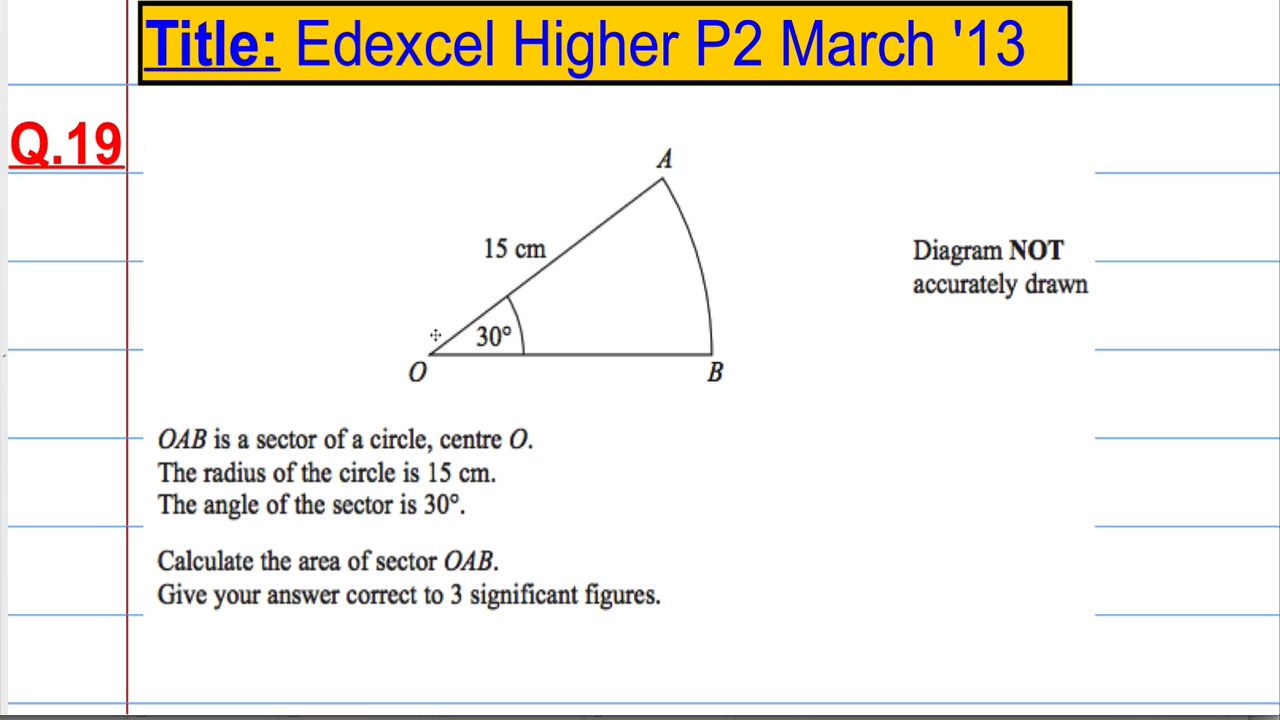 Title: Edexcel Higher P2 March '13
Q.19
A
15 cm
Diagram NOT
accurately drawn
30°
O
B
OAB is a sector of a circle, centre O.
The radius of the circle is 15 cm.
The angle of the sector is 30°.
Calculate the area of sector OAB.
Give your answer correct to 3 significant figures.